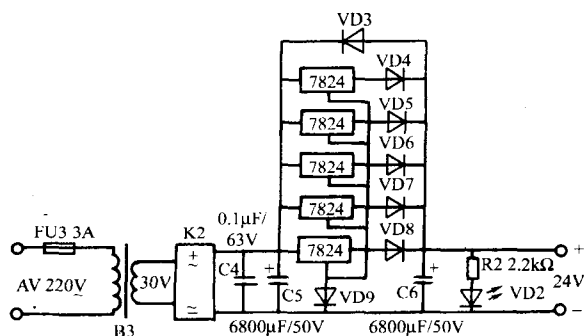 VD3
VD4
7824
VD5
7824
VD6
7824
VD7
7824
VD8
7824
0.1μF/
63V
FU3 3A
K2
+
~
≃
AV 220V
~
30V
B3
C4
+
C5
VD9
+
C6
R2 2.2kΩ
VD2
+
24V
−
6800μF/50V
6800μF/50V